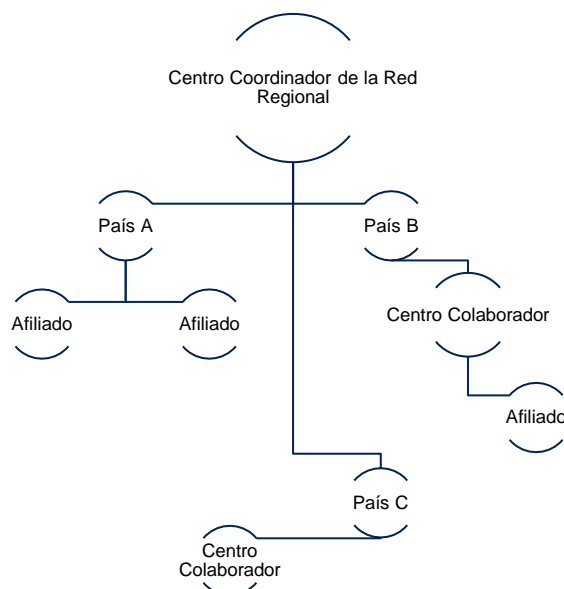 Centro Coordinador de la Red
Regional
País A
País B
Afiliado
Afiliado
Centro Colaborador
Afiliado
País C
Centro
Colaborador